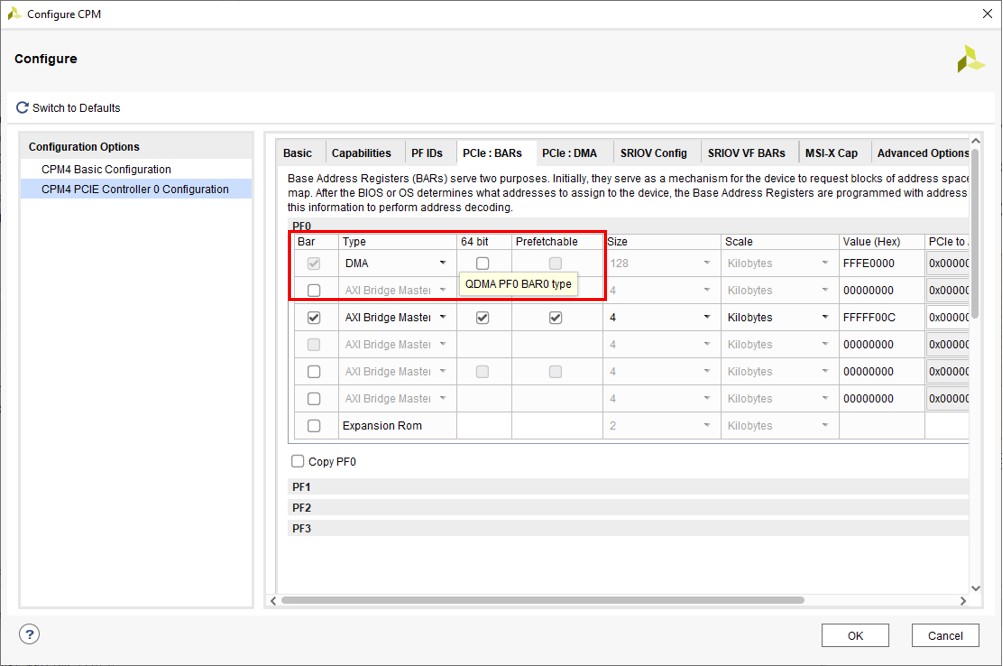 Configure CPM
Configure
Switch to Defaults
Configuration Options
CPM4 Basic Configuration
CPM4 PCIE Controller 0 Configuration
Basic Capabilities PF IDs PCIe : BARs PCIe : DMA SRIOV Config SRIOV VF BARs MSI-X Cap Advanced Options
Base Address Registers (BARs) serve two purposes. Initially, they serve as a mechanism for the device to request blocks of address space
map. After the BIOS or OS determines what addresses to assign to the device, the Base Address Registers are programmed with address
this information to perform address decoding.
PF0
Bar Type 64 bit Prefetchable Size Scale Value (Hex) PCIe to
DMA 128 Kilobytes FFFE0000 0x0000
QDMA PF0 BAR0 type
AXI Bridge Master 4 Kilobytes 00000000 0x0000
AXI Bridge Master 4 Kilobytes FFFFF00C 0x0000
AXI Bridge Master 4 Kilobytes 00000000 0x0000
AXI Bridge Master 4 Kilobytes 00000000 0x0000
AXI Bridge Master 4 Kilobytes 00000000 0x0000
Expansion Rom 2 Kilobytes
Copy PF0
PF1
PF2
PF3
?
OK Cancel